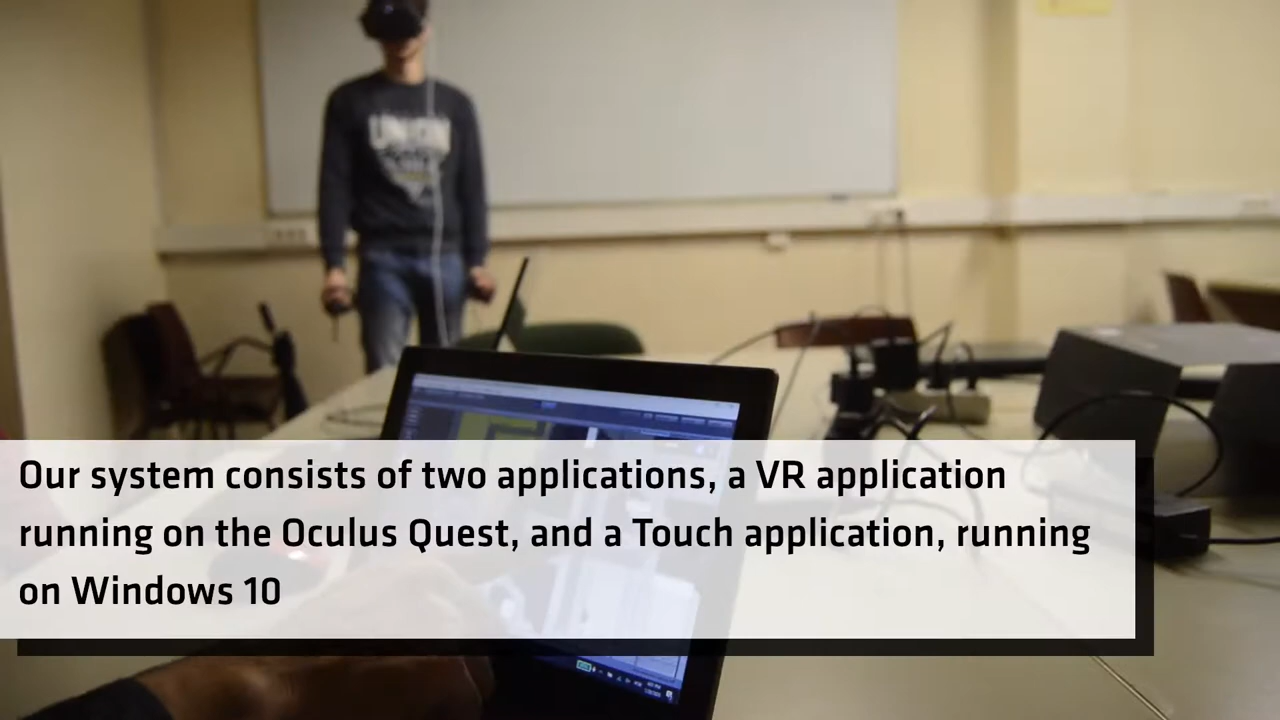 UNION
Our system consists of two applications, a VR application
running on the Oculus Quest, and a Touch application, running
on Windows 10